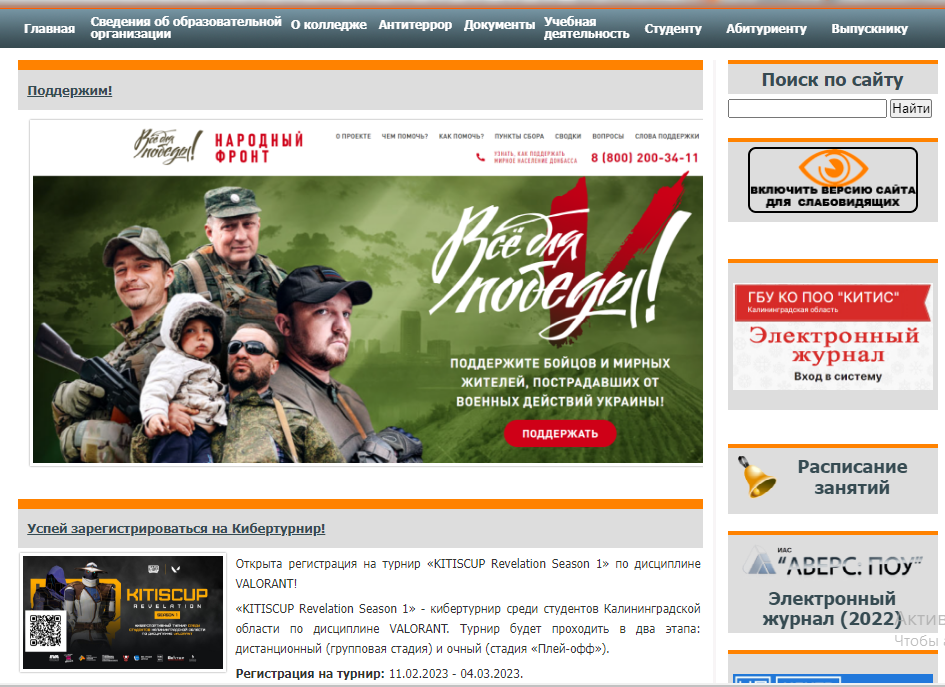 Главная
Сведения об образовательной
организации
О колледже
Антитеррор
Документы
Учебная
деятельность
Студенту
Абитуриенту
Выпускнику
Поддержим!
Всё для
победы!
НАРОДНЫЙ
ФРОНТ
О ПРОЕКТЕ ЧЕМ ПОМОЧЬ? КАК ПОМОЧЬ? ПУНКТЫ СБОРА СВОДКИ ВОПРОСЫ СЛОВА ПОДДЕРЖКИ
УЗНАТЬ, КАК ПОДДЕРЖАТЬ
МИРНОЕ НАСЕЛЕНИЕ ДОНБАССА
8 (800) 200-34-11
Всё для
победы!
ПОДДЕРЖИТЕ БОЙЦОВ И МИРНЫХ
ЖИТЕЛЕЙ, ПОСТРАДАВШИХ ОТ
ВОЕННЫХ ДЕЙСТВИЙ УКРАИНЫ!
ПОДДЕРЖАТЬ
Успей зарегистрироваться на Кибертурнир!
KITISCUP
REVELATION
SEASON 1
Открыта регистрация на турнир «KITISCUP Revelation Season 1» по дисциплине
VALORANT!
«KITISCUP Revelation Season 1» - кибертурнир среди студентов Калининградской
области по дисциплине VALORANT. Турнир будет проходить в два этапа:
дистанционный (групповая стадия) и очный (стадия «Плей-офф»).
Регистрация на турнир: 11.02.2023 - 04.03.2023.
Поиск по сайту
Найти
ВКЛЮЧИТЬ ВЕРСИЮ САЙТА
ДЛЯ СЛАБОВИДЯЩИХ
ГБУ КО ПОО "КИТИС"
Калининградская область
Электронный
журнал
Вход в систему
Расписание
занятий
ИАС
"АВЕРС: ПОУ"
Электронный
журнал (2022)
Актив
Чтобы